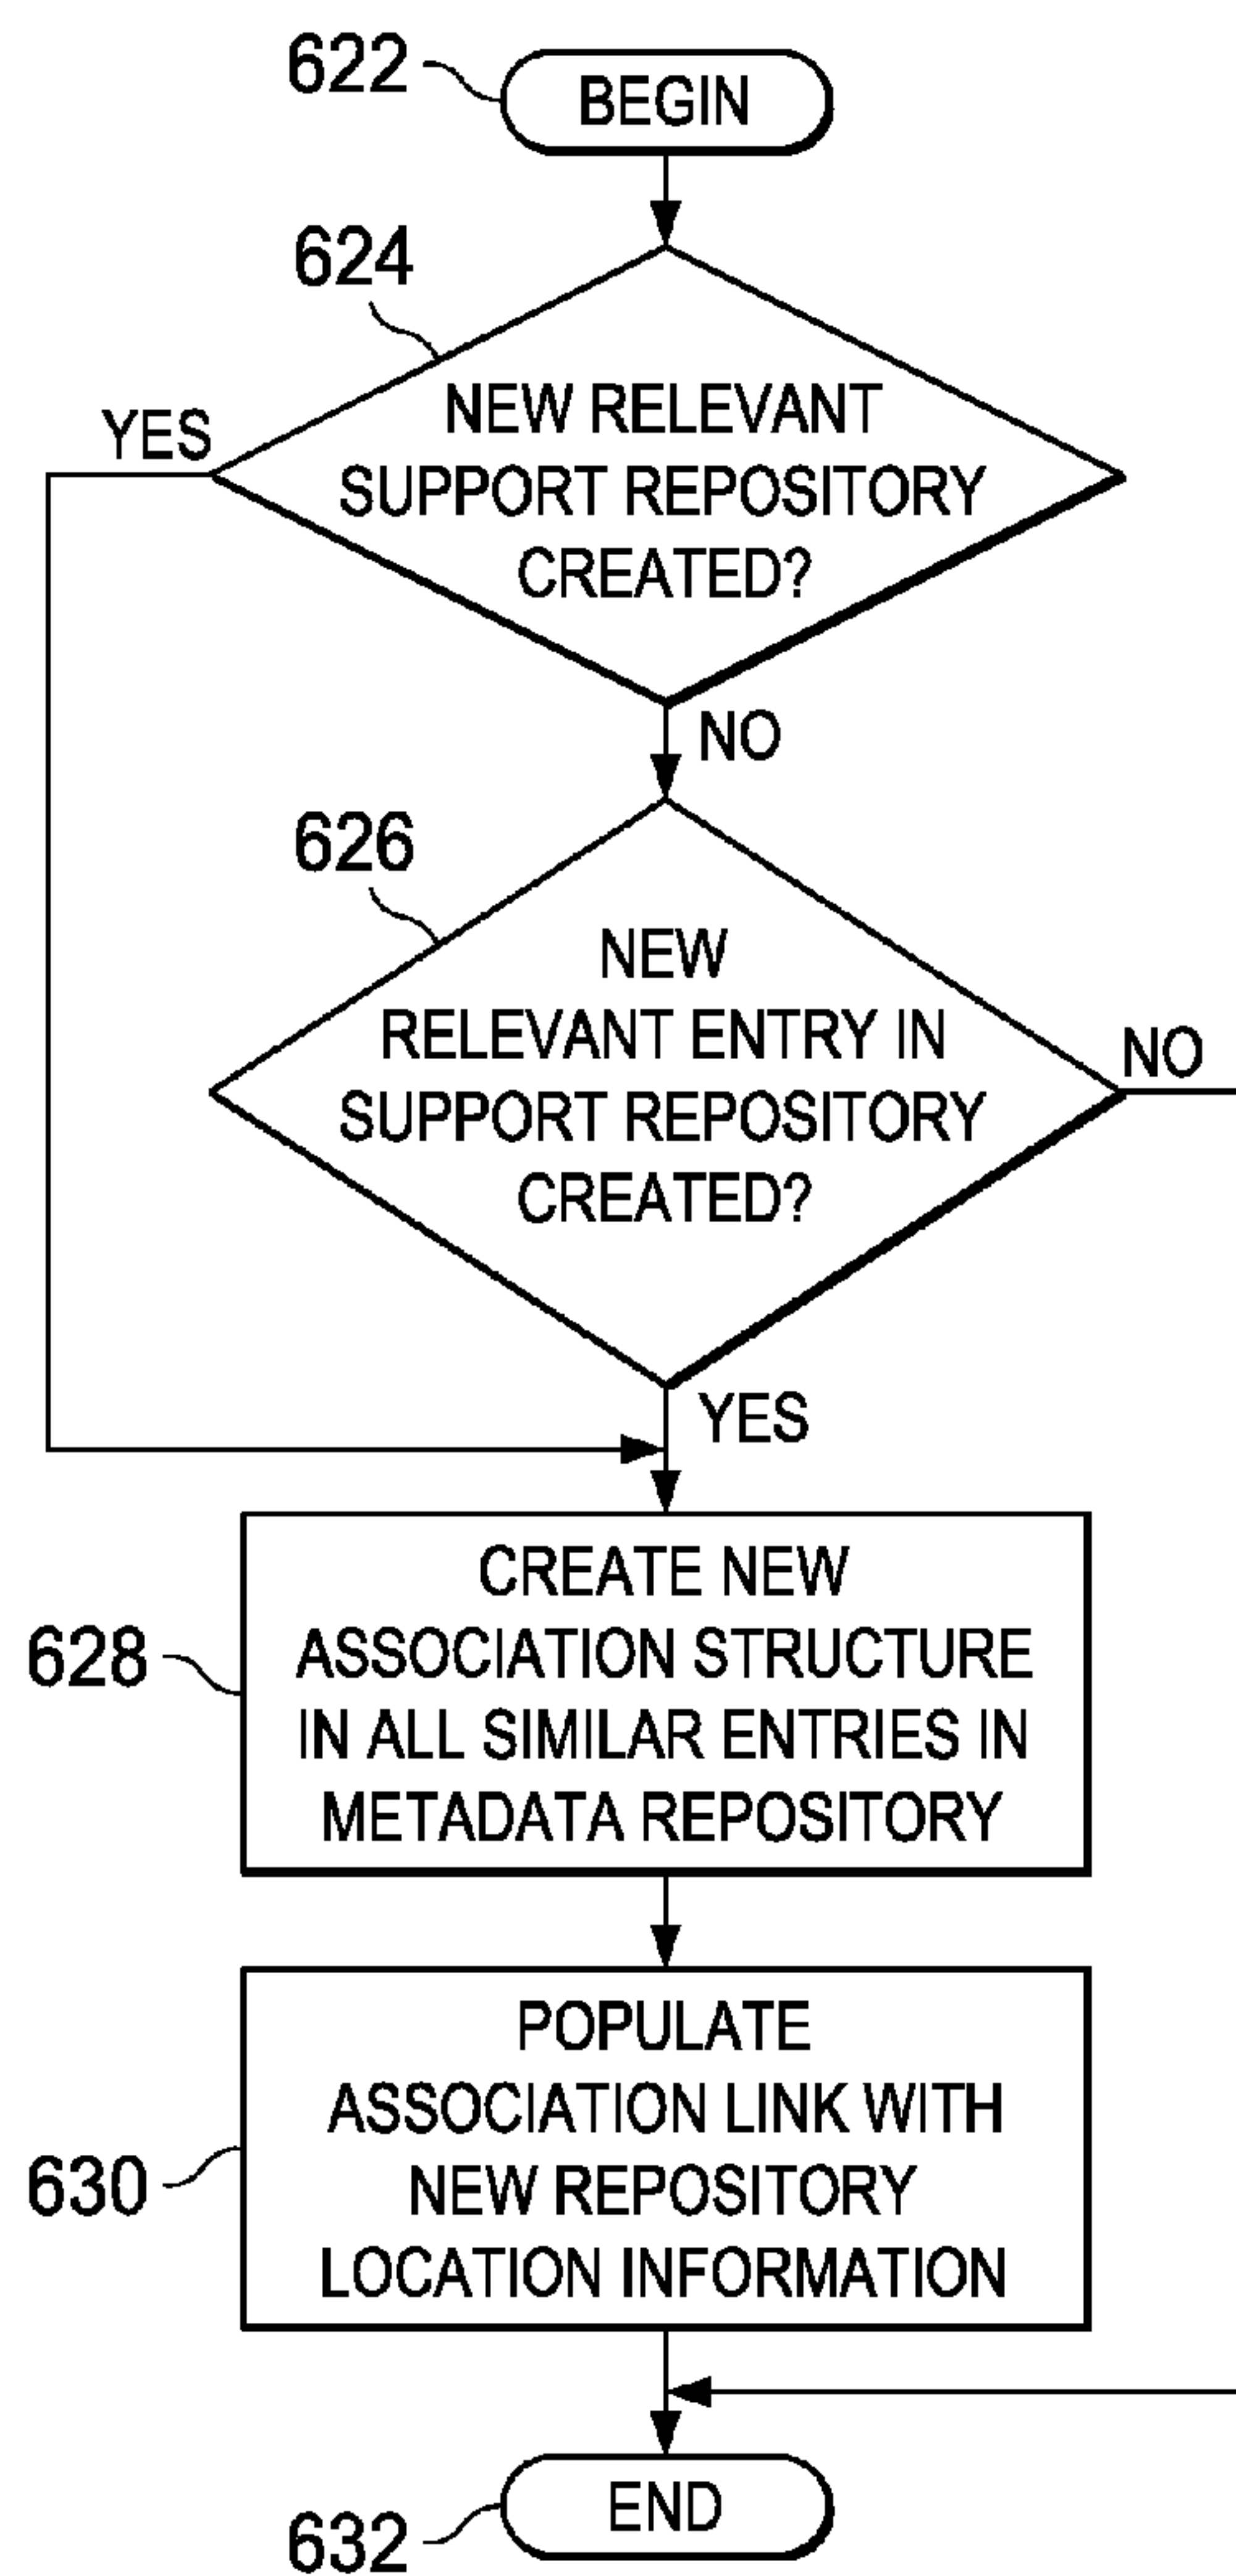 622
BEGIN
624
YES
NEW RELEVANT
SUPPORT REPOSITORY
CREATED?
NO
626
NEW
RELEVANT ENTRY IN
SUPPORT REPOSITORY
CREATED?
NO
YES
628
CREATE NEW
ASSOCIATION STRUCTURE
IN ALL SIMILAR ENTRIES IN
METADATA REPOSITORY
630
POPULATE
ASSOCIATION LINK WITH
NEW REPOSITORY
LOCATION INFORMATION
END
632